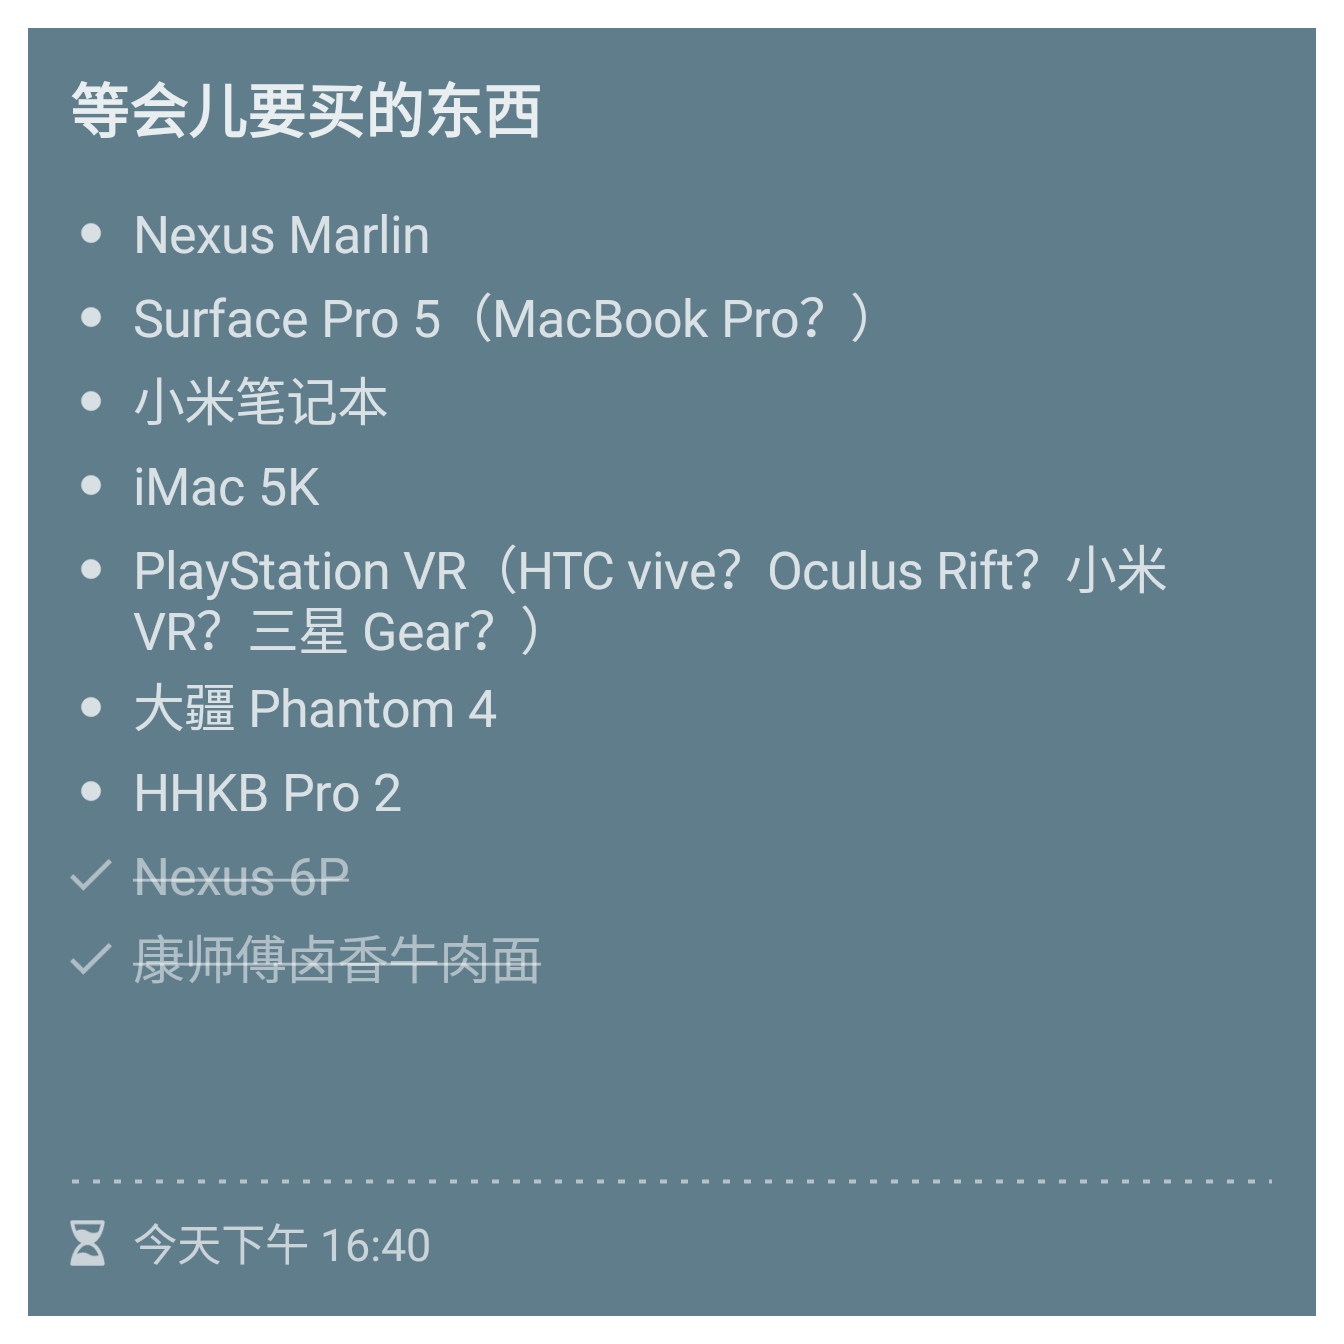 等会儿要买的东西
Nexus Marlin
Surface Pro 5（MacBook Pro？）
小米笔记本
iMac 5K
PlayStation VR（HTC vive？Oculus Rift？小米
VR？三星 Gear？）
大疆 Phantom 4
HHKB Pro 2
Nexus 6P
康师傅卤香牛肉面
今天下午 16:40